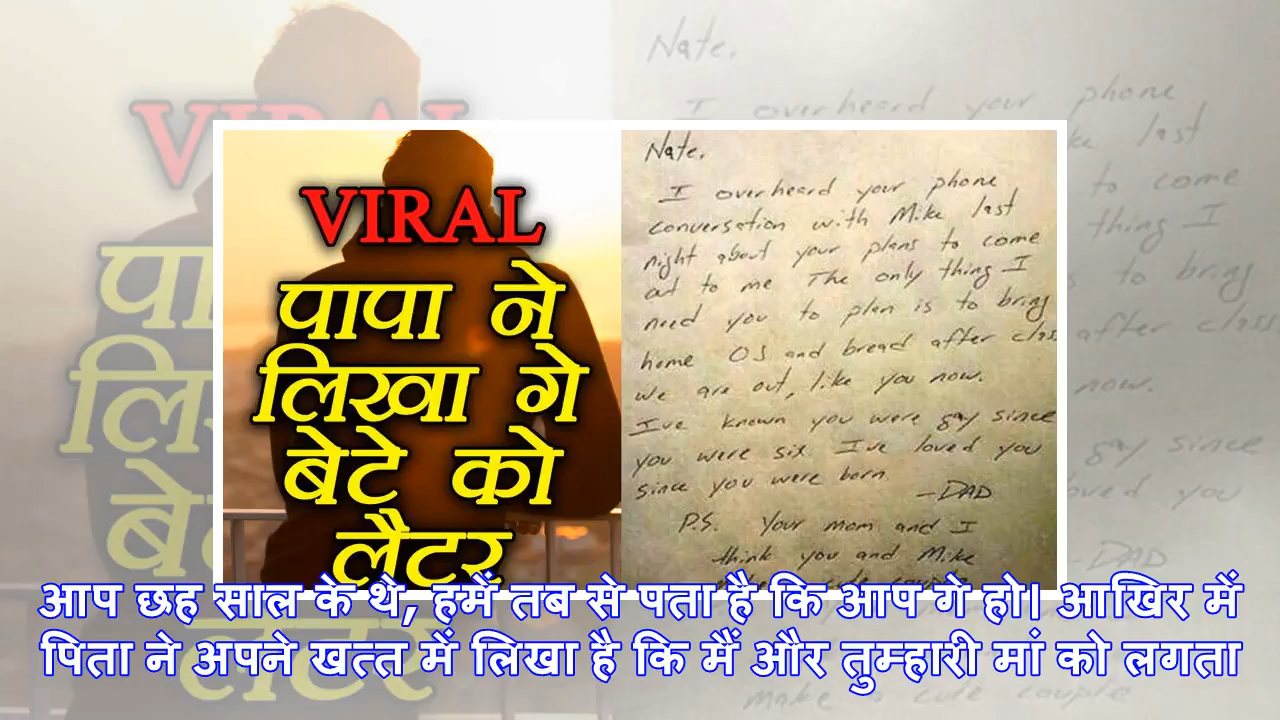 VIRAL
पापा ने
लिखा गे
बेटे को
लैटर
Nate,
I overheard your phone
conversation with Mike last
night about your plans to come
out to me The only thing I
need you to plan is to bring
home OJ and bread after class
We are out, like you now.
I've known you were gay since
you were six. I've loved you
since you were born
-DAD
P.S. Your mom and I
think you and Mike
make a cute couple
आप छह साल के थे, हमें तब से पता है कि आप गे हो। आखिर में
पिता ने अपने खत्त में लिखा है कि मैं और तुम्हारी मां को लगता